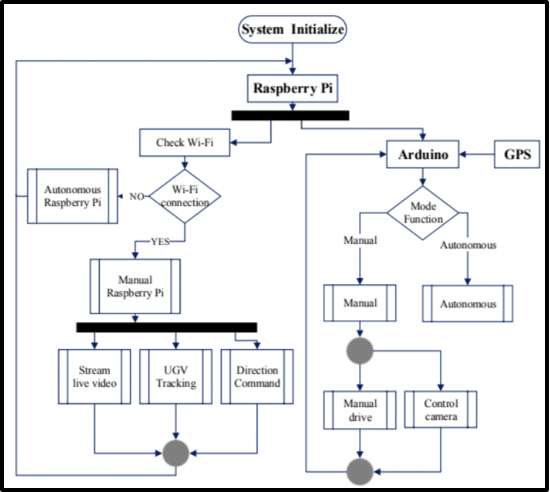 System Initialize
Raspberry Pi
Check Wi-Fi
Arduino
GPS
Autonomous
Raspberry Pi
NO
Wi-Fi
connection
Mode
Function
YES
Manual
Autonomous
Manual
Raspberry Pi
Manual
Autonomous
Stream
live video
UGV
Tracking
Direction
Command
Manual
drive
Control
camera